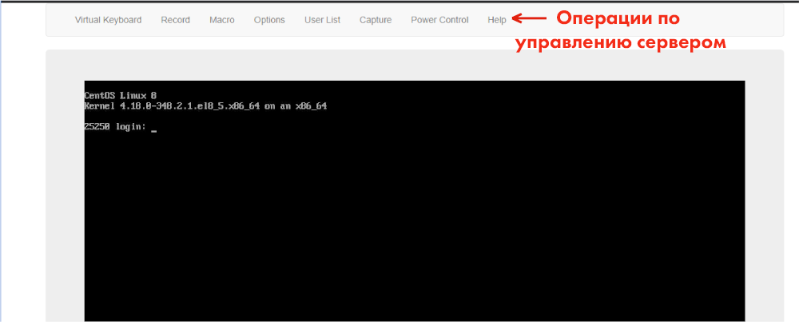 Virtual Keyboard Record Macro Options User List Capture Power Control Help
Операции по
управлению сервером
CentOS Linux 8
Kernel 4.18.0-348.2.1.el8_5.x86_64 on an x86_64
25250 login: _